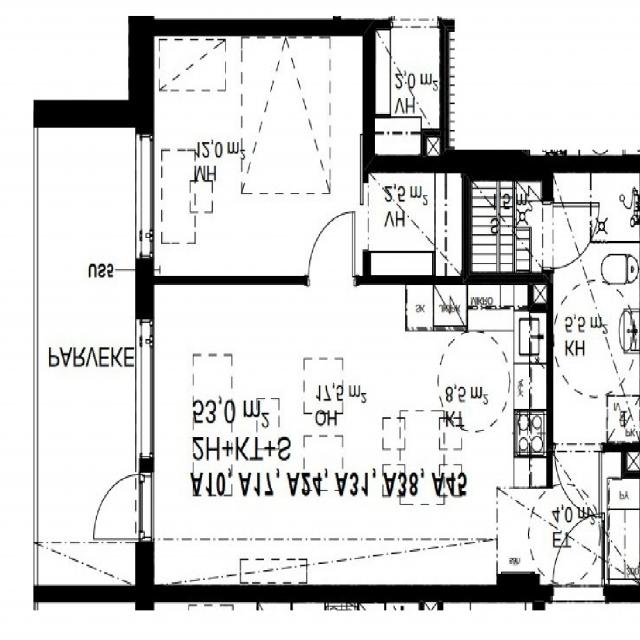 2,0 m²
VH
12,0 m²
MH
2,5 m²
VH
1,5 m²
S
US5
SK
MIKRO
5,5 m²
KH
PARVEKE
53,0 m²
2H+KT+S
A10, A17, A24, A31, A38, A45
17,5 m²
OH
8,5 m²
KT
4,0 m²
ET
PY